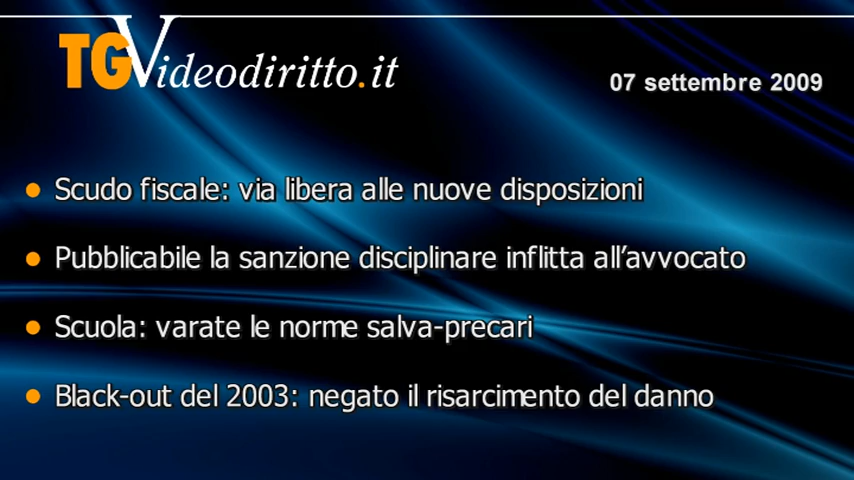 TGVideodiritto.it
07 settembre 2009
Scudo fiscale: via libera alle nuove disposizioni
Pubblicabile la sanzione disciplinare inflitta all’avvocato
Scuola: varate le norme salva-precari
Black-out del 2003: negato il risarcimento del danno